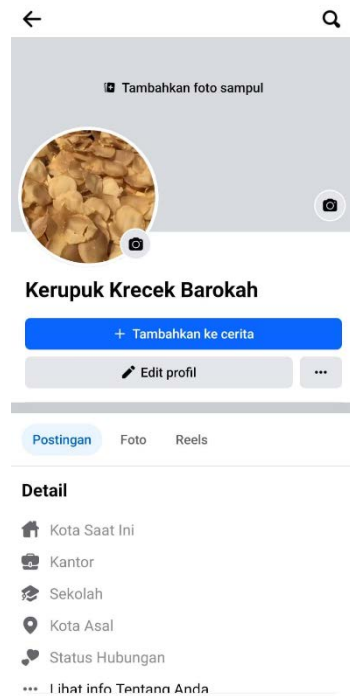 Tambahkan foto sampul
Kerupuk Krecek Barokah
+ Tambahkan ke cerita
Edit profil
Postingan Foto Reels
Detail
Kota Saat Ini
Kantor
Sekolah
Kota Asal
Status Hubungan
Lihat info Tentang Anda